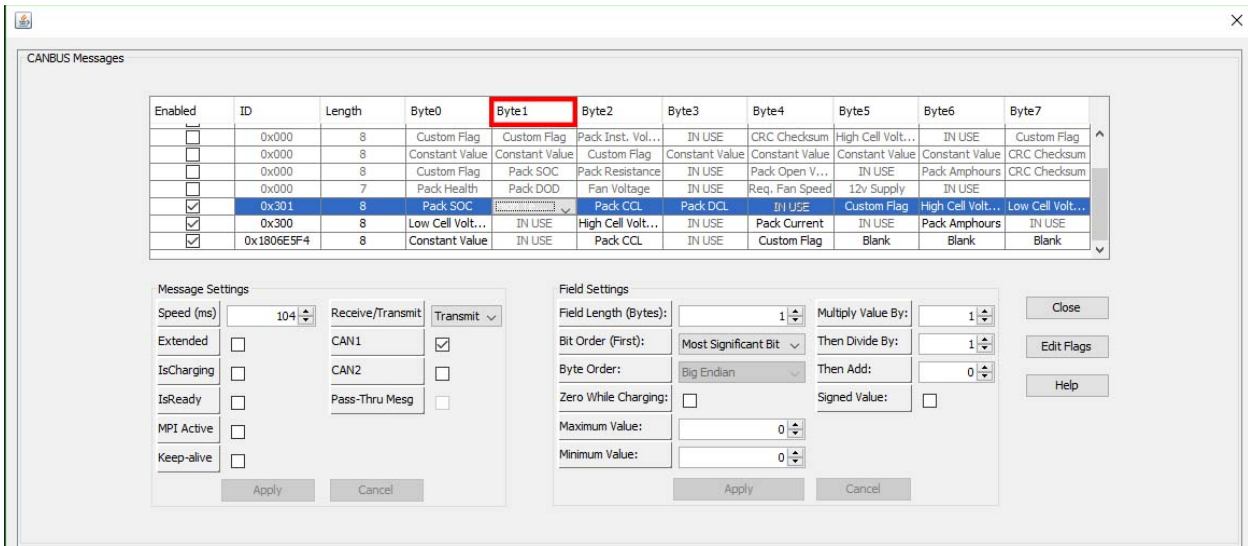 CANBUS Messages
Enabled ID Length Byte0 Byte1 Byte2 Byte3 Byte4 Byte5 Byte6 Byte7
0x000 8 Custom Flag Custom Flag Pack Inst. Vol... IN USE CRC Checksum High Cell Volt... IN USE Custom Flag
0x000 8 Constant Value Constant Value Custom Flag Constant Value Constant Value Constant Value Constant Value CRC Checksum
0x000 8 Custom Flag Pack SOC Pack Resistance IN USE Pack Open V... IN USE Pack Amphours CRC Checksum
0x000 7 Pack Health Pack DOD Fan Voltage IN USE Req. Fan Speed 12v Supply IN USE
0x301 8 Pack SOC Pack CCL Pack DCL IN USE Custom Flag High Cell Volt... Low Cell Volt...
0x300 8 Low Cell Volt... IN USE High Cell Volt... IN USE Pack Current IN USE Pack Amphours IN USE
0x1806E5F4 8 Constant Value IN USE Pack CCL IN USE Custom Flag Blank Blank Blank
Message Settings Field Settings
Speed (ms) 104 Receive/Transmit Transmit Field Length (Bytes): 1 Multiply Value By: 1 Close
Extended CAN1 Bit Order (First): Most Significant Bit Then Divide By: 1 Edit Flags
IsCharging CAN2 Byte Order: Big Endian Then Add: 0 Help
IsReady Pass-Thru Mesg Zero While Charging: Signed Value:
MPI Active Maximum Value: 0
Keep-alive Minimum Value: 0
Apply Cancel Apply Cancel